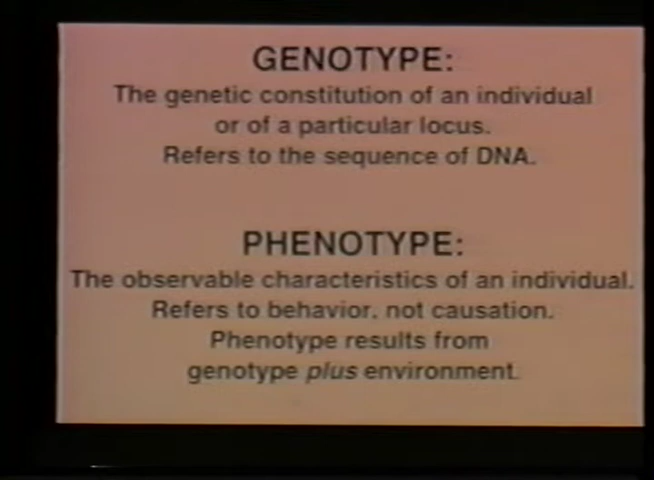 GENOTYPE:
The genetic constitution of an individual
or of a particular locus.
Refers to the sequence of DNA.
PHENOTYPE:
The observable characteristics of an individual.
Refers to behavior, not causation.
Phenotype results from
genotype plus environment.